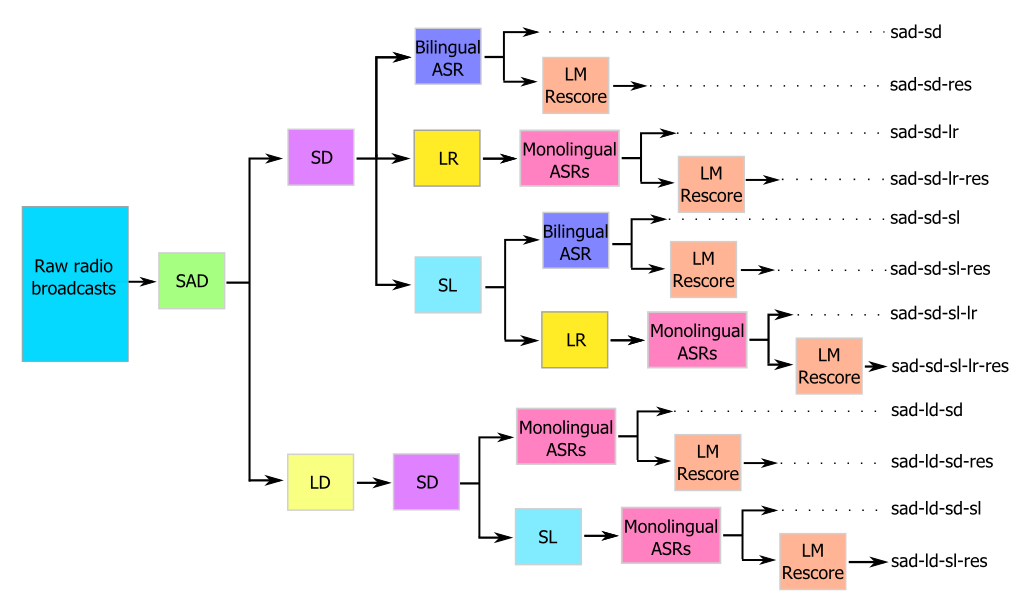 Raw radio
broadcasts
SAD
SD
LD
SD
Bilingual
ASR
LM
Rescore
sad-sd
sad-sd-res
LR
Monolingual
ASRs
LM
Rescore
sad-sd-lr
sad-sd-lr-res
SL
Bilingual
ASR
LM
Rescore
sad-sd-sl
sad-sd-sl-res
LR
Monolingual
ASRs
LM
Rescore
sad-sd-sl-lr
sad-sd-sl-lr-res
Monolingual
ASRs
LM
Rescore
sad-ld-sd
sad-ld-sd-res
SL
Monolingual
ASRs
LM
Rescore
sad-ld-sd-sl
sad-ld-sl-res